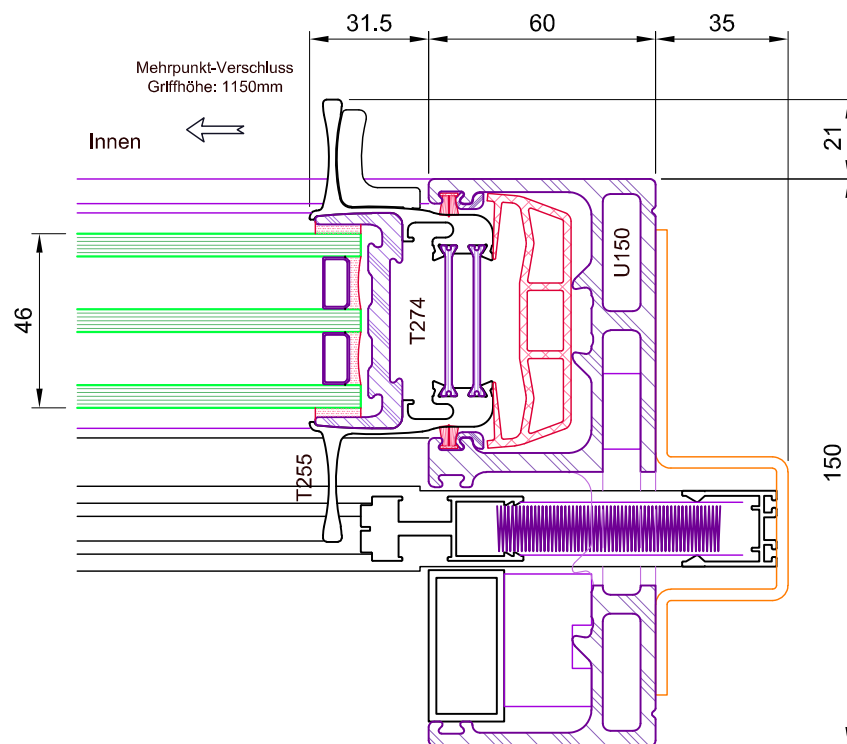 31.5
60
35
Mehrpunkt-Verschluss
Griffhöhe: 1150mm
Innen
21
U150
46
T274
T255
150